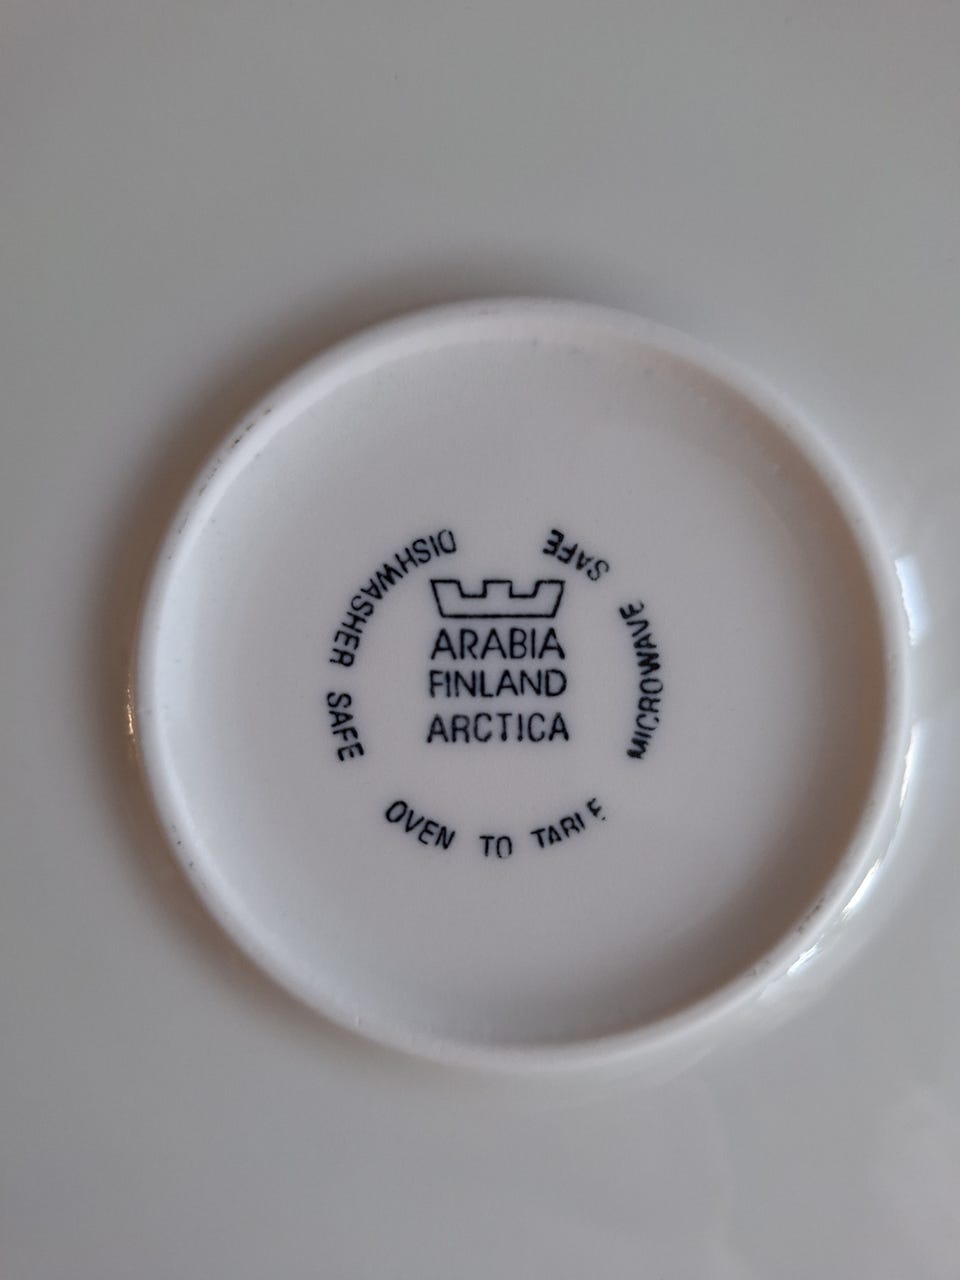 ARABIA
FINLAND
ARCTICA
DISHWASHER SAFE
OVEN TO TABLE
MICROWAVE SAFE